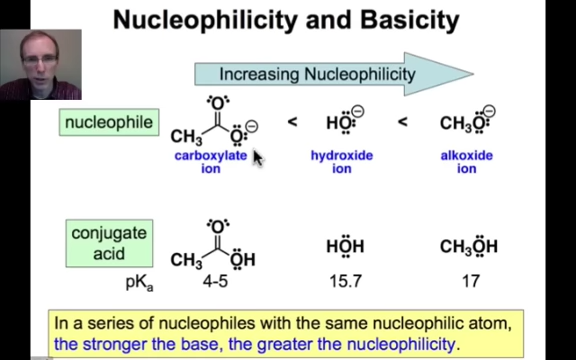 Nucleophilicity and Basicity
Increasing Nucleophilicity
nucleophile
CH3 O O ⊖ < HO ⊖ < CH3O ⊖
carboxylate ion
hydroxide ion
alkoxide ion
conjugate acid
CH3 O OH HOH CH3OH
pKa 4-5 15.7 17
In a series of nucleophiles with the same nucleophilic atom,
the stronger the base, the greater the nucleophilicity.